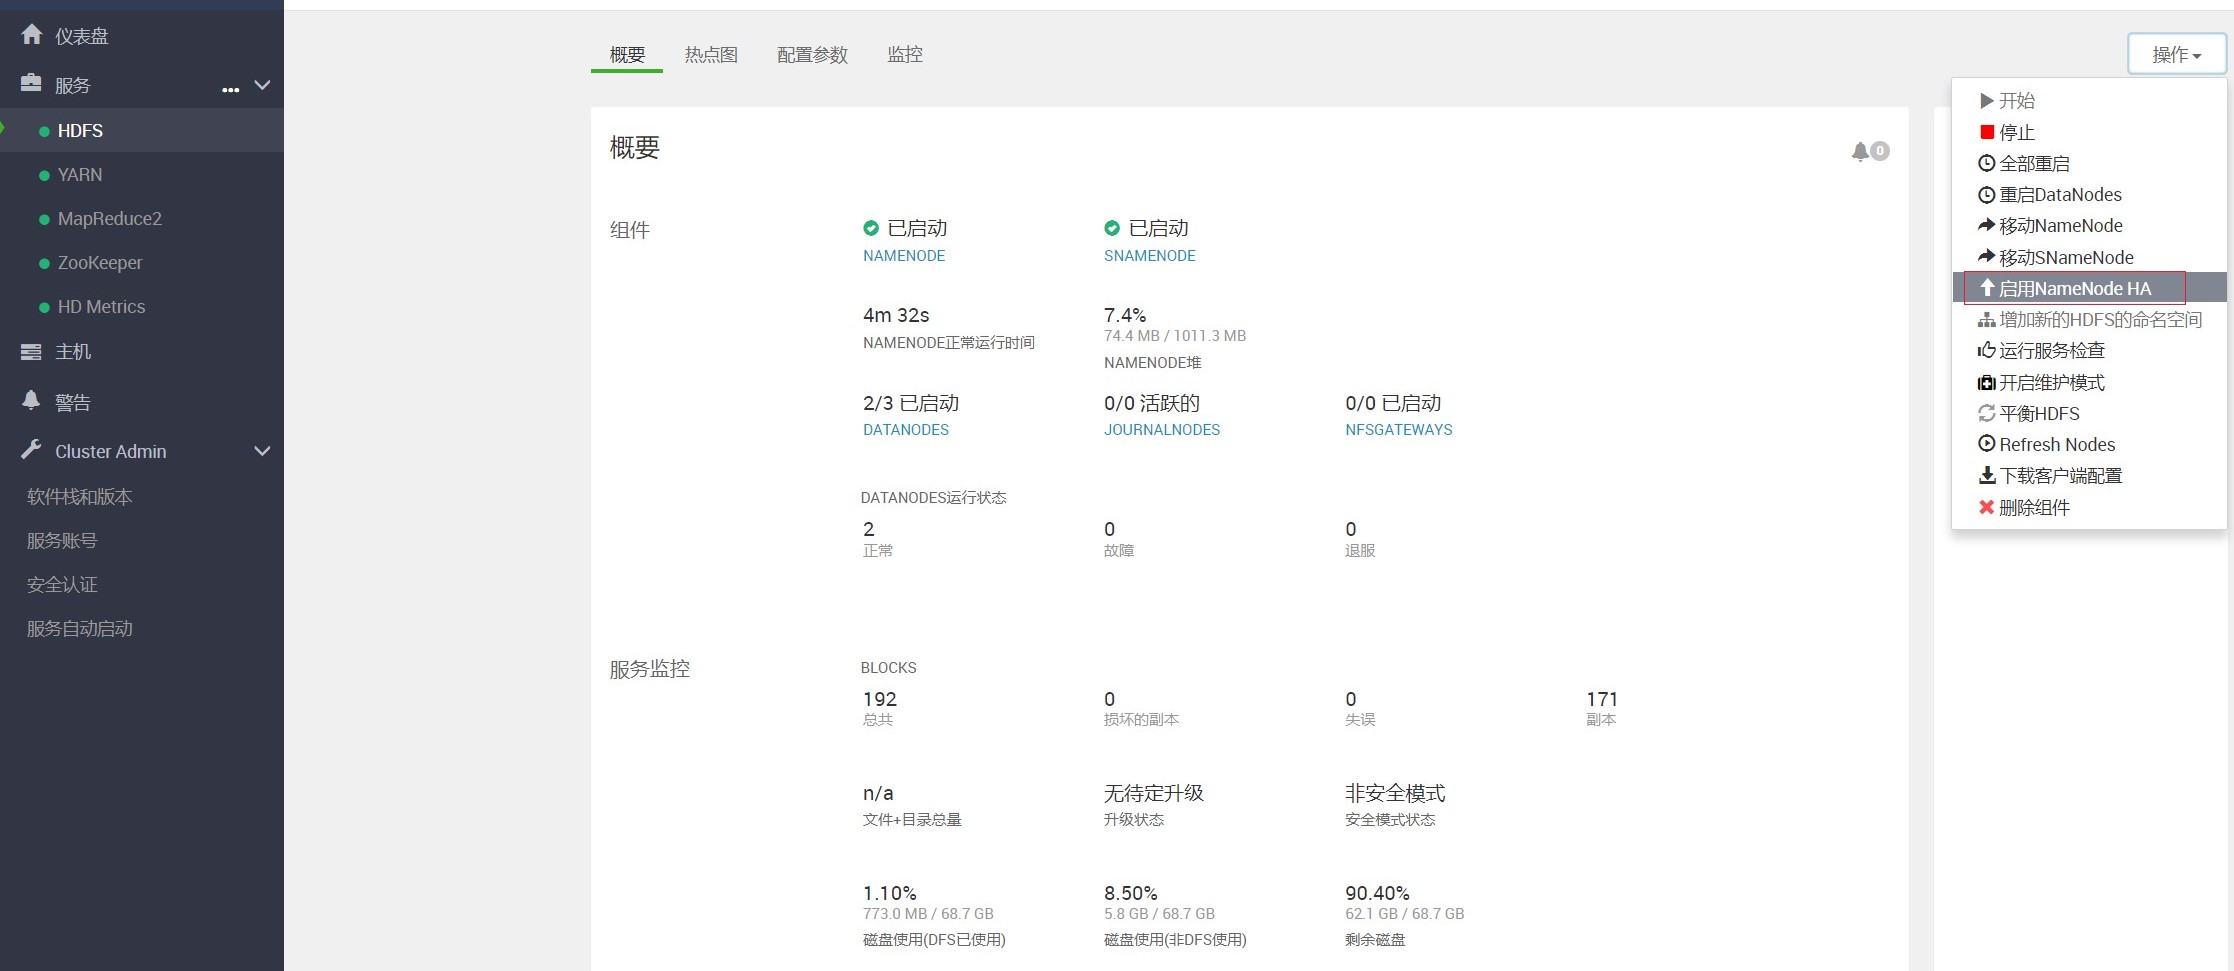 仪表盘
服务
HDFS
YARN
MapReduce2
ZooKeeper
HD Metrics
主机
警告
Cluster Admin
软件栈和版本
服务账号
安全认证
服务自动启动
概要 热点图 配置参数 监控
操作
开始
停止
全部重启
重启DataNodes
移动NameNode
移动SNameNode
启用NameNode HA
增加新的HDFS的命名空间
运行服务检查
开启维护模式
平衡HDFS
Refresh Nodes
下载客户端配置
删除组件
概要
0
组件
已启动 已启动
NAMENODE SNAMENODE
4m 32s 7.4%
74.4 MB / 1011.3 MB
NAMENODE正常运行时间 NAMENODE堆
2/3 已启动 0/0 活跃的 0/0 已启动
DATANODES JOURNALNODES NFSGATEWAYS
DATANODES运行状态
2 0 0
正常 故障 退服
服务监控
BLOCKS
192 0 0 171
总共 损坏的副本 失误 副本
n/a 无待定升级 非安全模式
文件+目录总量 升级状态 安全模式状态
1.10% 8.50% 90.40%
773.0 MB / 68.7 GB 5.8 GB / 68.7 GB 62.1 GB / 68.7 GB
磁盘使用(DFS已使用) 磁盘使用(非DFS使用) 剩余磁盘